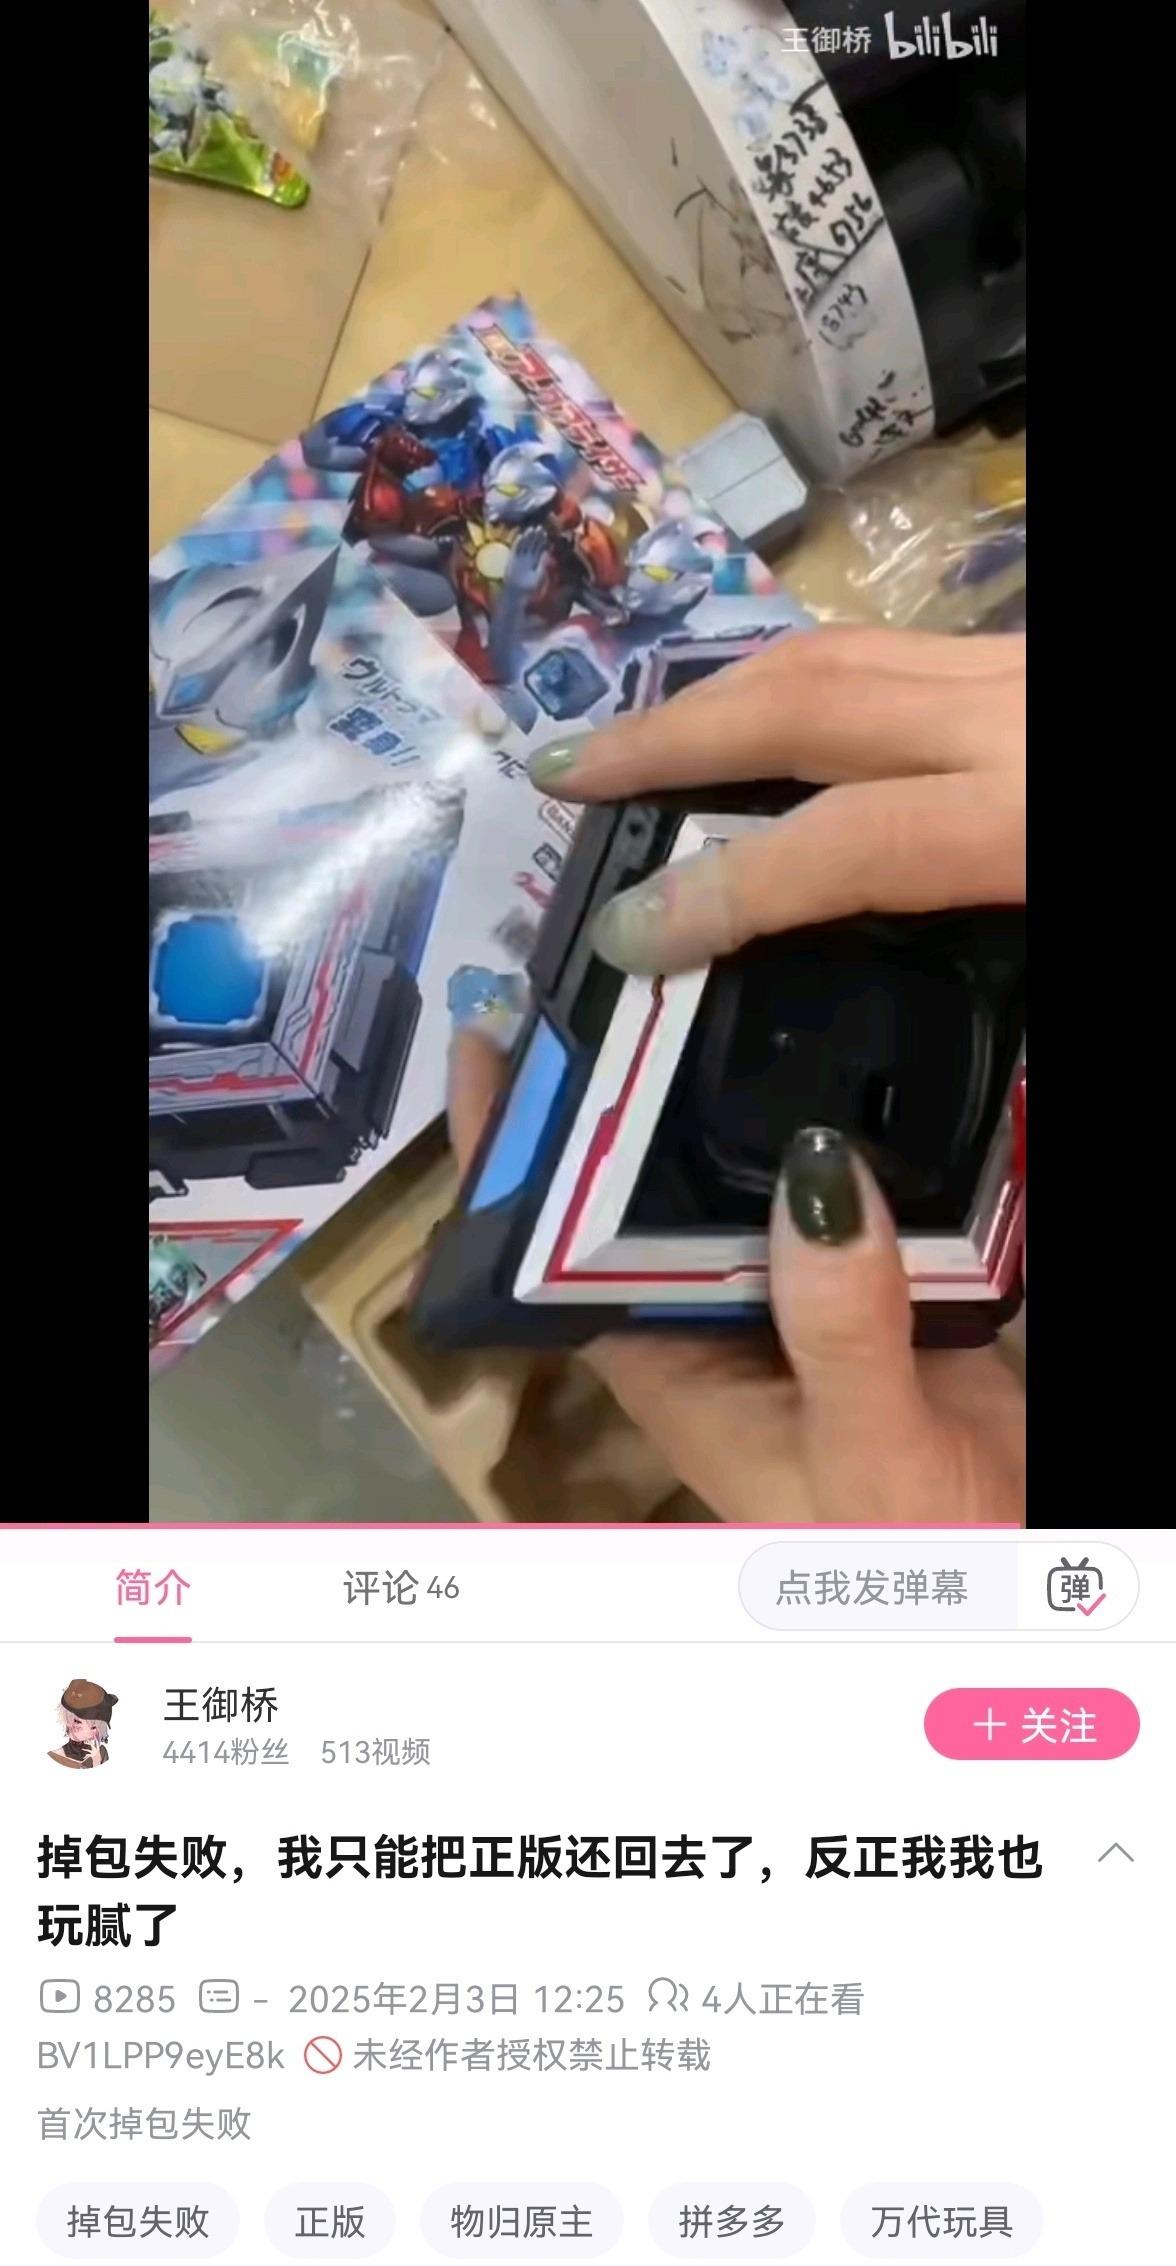 王御桥 bilibili
ウルトラマン
変身!!
简介
评论 46
点我发弹幕
弹
王御桥
4414粉丝 513视频
+ 关注
掉包失败，我只能把正版还回去了，反正我我也
玩腻了
8285 - 2025年2月3日 12:25 4人正在看
BV1LPP9eyE8k 未经作者授权禁止转载
首次掉包失败
掉包失败 正版 物归原主 拼多多 万代玩具